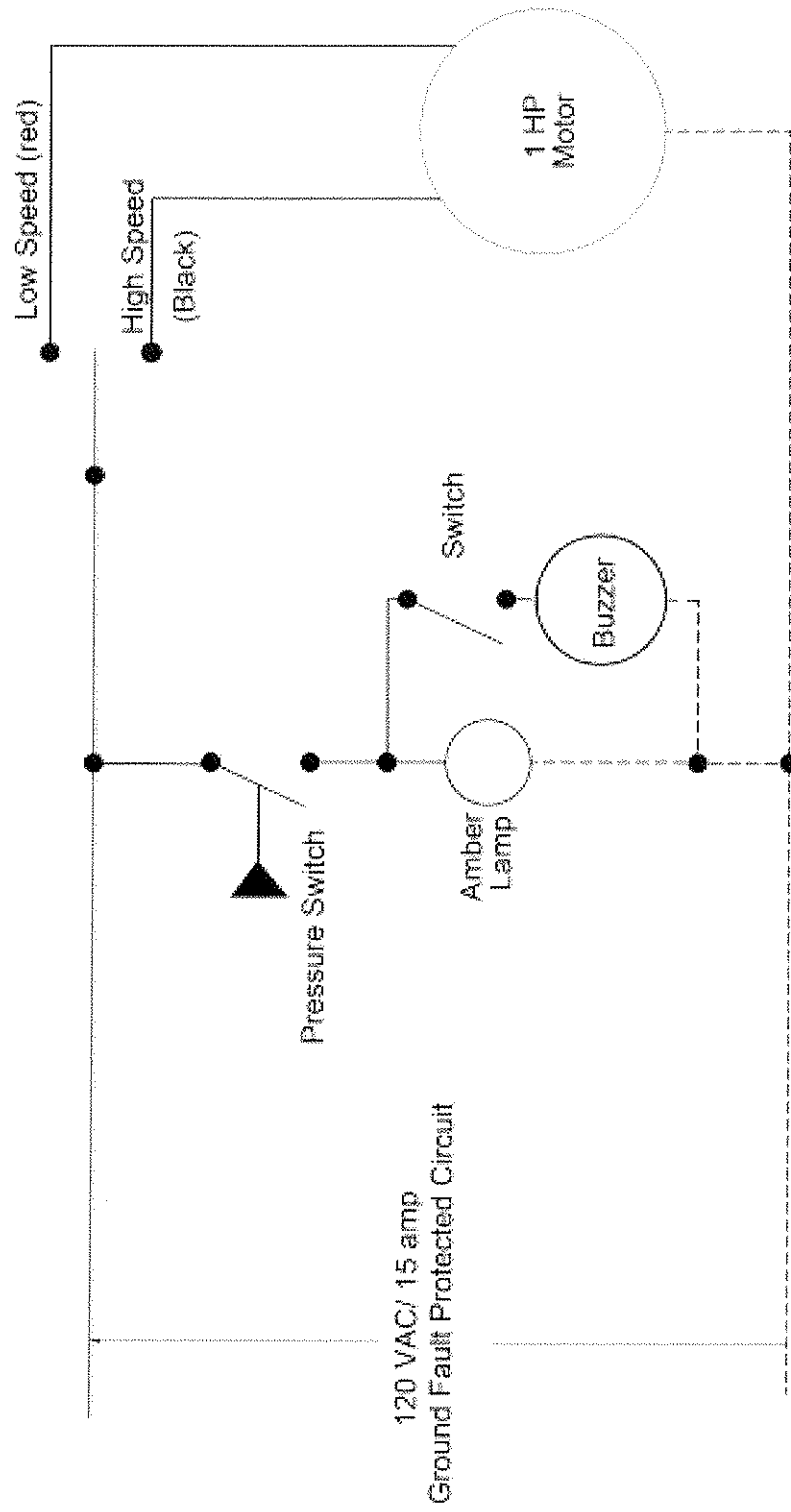 120 VAC/ 15 amp
Ground Fault Protected Circuit
Pressure Switch
Amber
Lamp
Switch
Buzzer
Low Speed (red)
High Speed
(Black)
1 HP
Motor